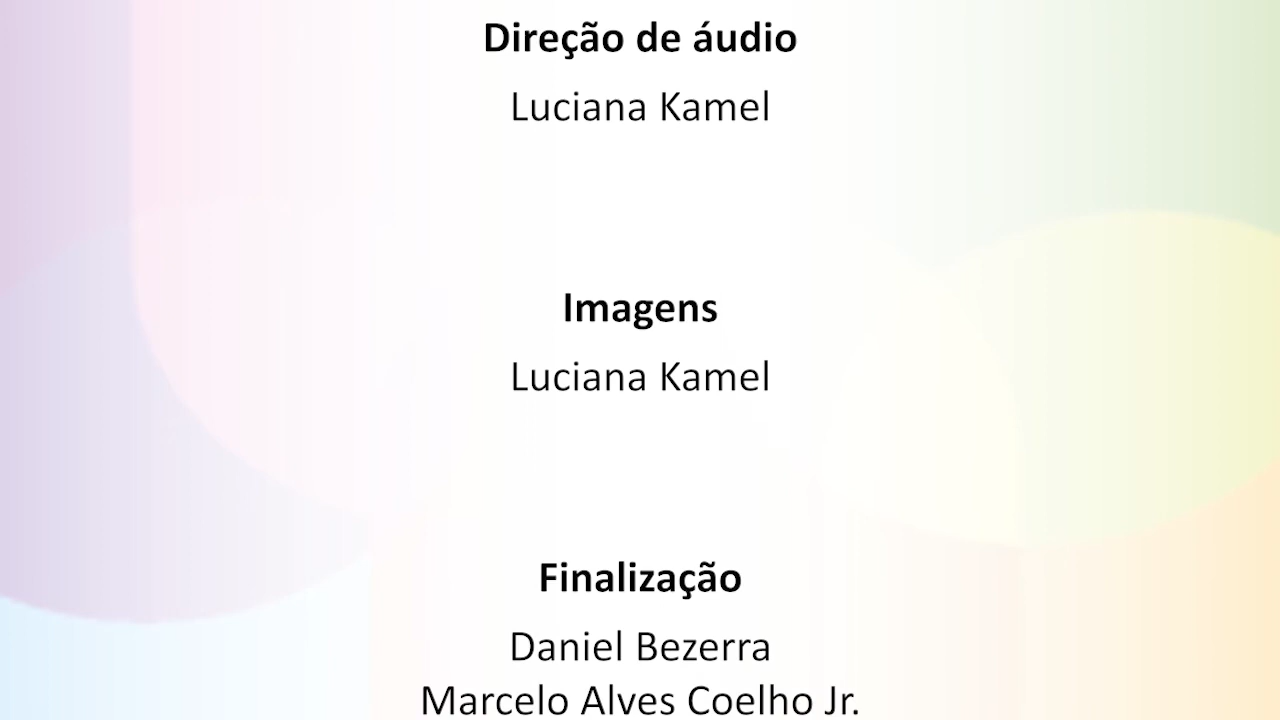 Direção de áudio
Luciana Kamel
Imagens
Luciana Kamel
Finalização
Daniel Bezerra
Marcelo Alves Coelho Jr.